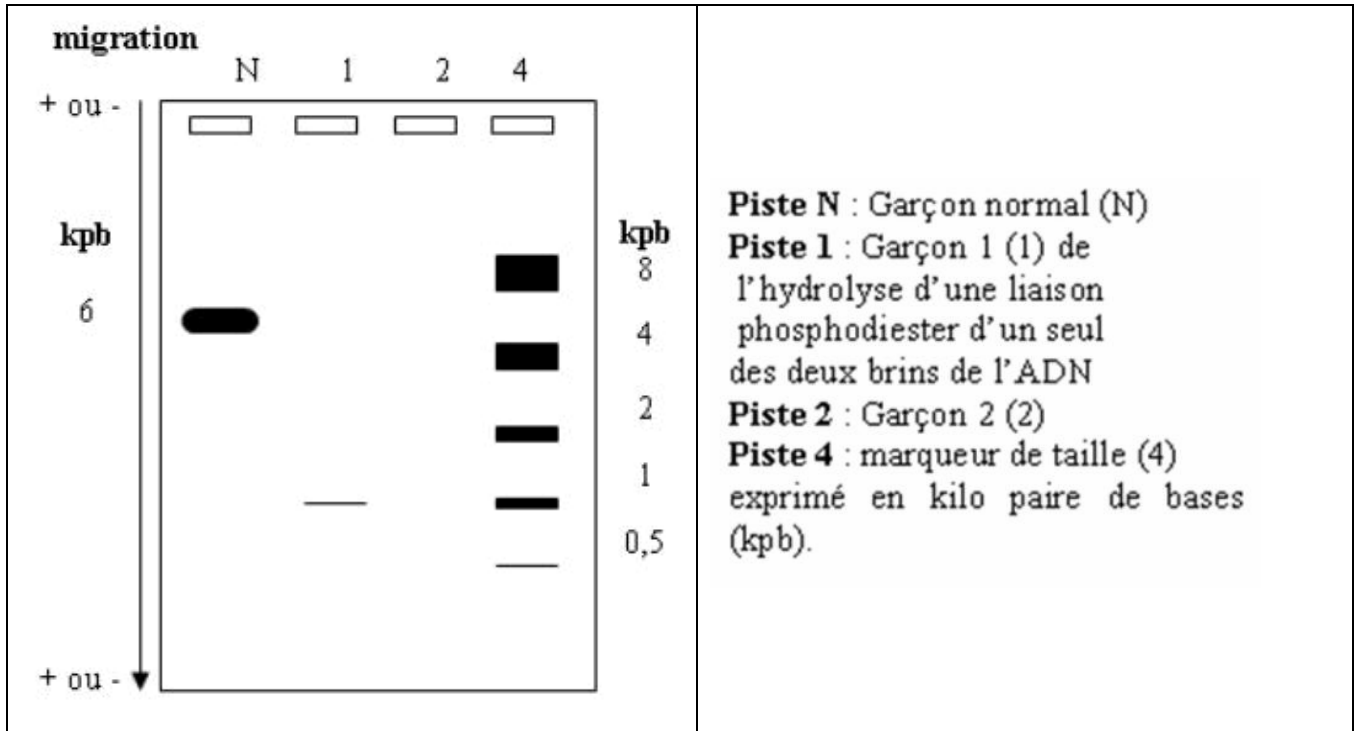 migration
N 1 2 4
+ ou -
kpb
6
kpb
8
4
2
1
0,5
+ ou -
Piste N : Garçon normal (N)
Piste 1 : Garçon 1 (1) de
l'hydrolyse d'une liaison
phosphodiester d'un seul
des deux brins de l'ADN
Piste 2 : Garçon 2 (2)
Piste 4 : marqueur de taille (4)
exprimé en kilo paire de bases
(kpb).